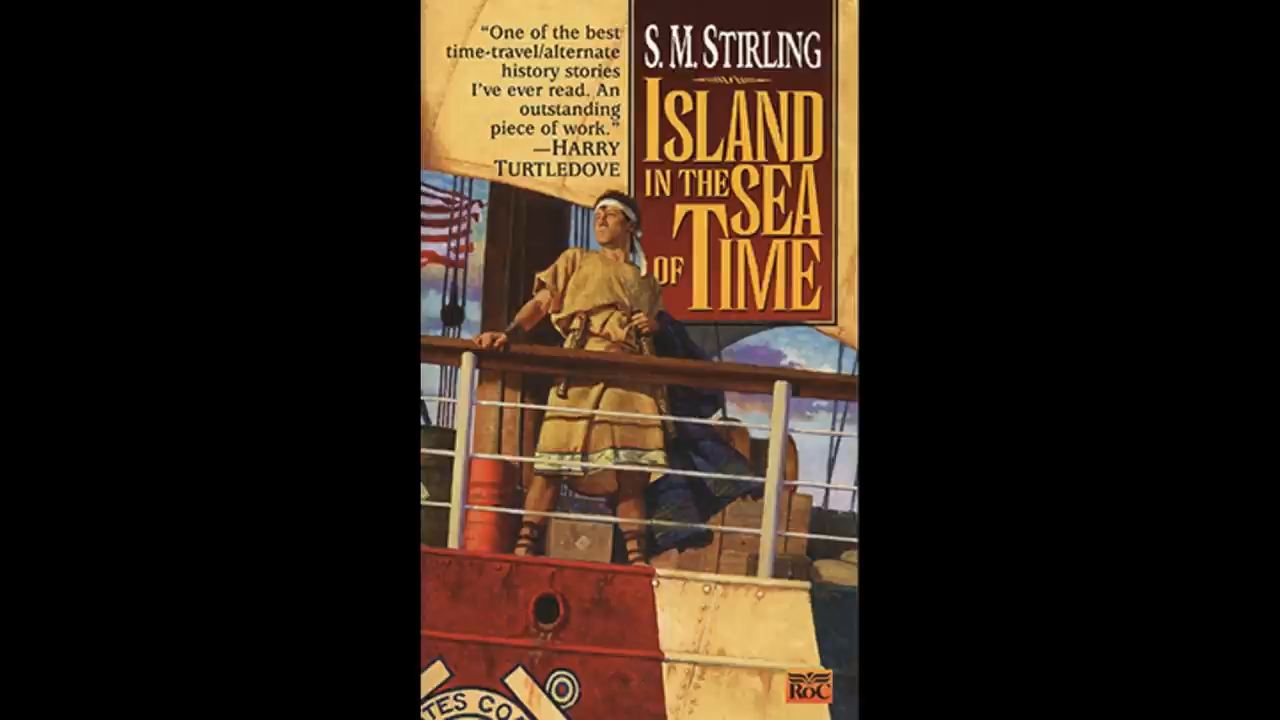 “One of the best
time-travel/alternate
history stories
I’ve ever read. An
outstanding
piece of work.”
—HARRY
TURTLEDOVE
S. M. STIRLING
ISLAND
IN THE SEA
OF TIME
TES COA
ROC